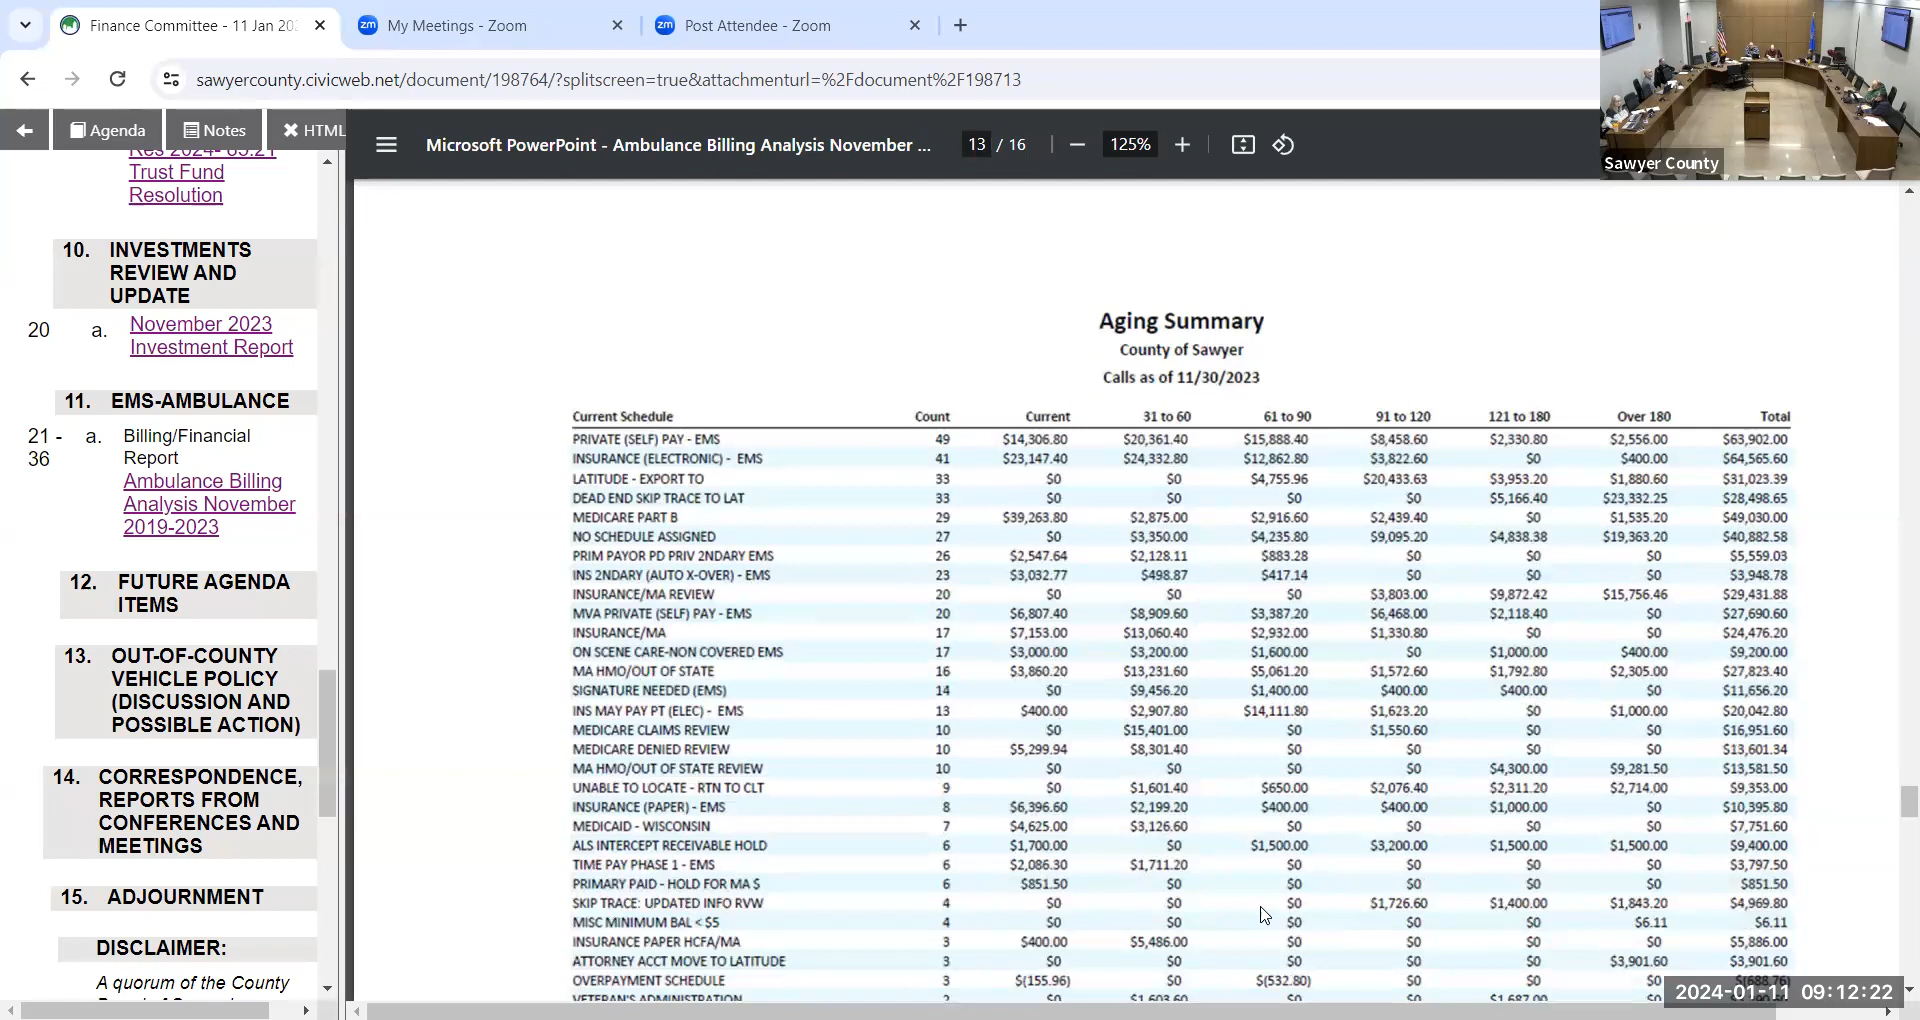 Finance Committee - 11 Jan 202
My Meetings - Zoom
Post Attendee - Zoom
sawyercounty.civicweb.net/document/198764/?splitscreen=true&attachmenturl=%2Fdocument%2F198713
Sawyer County
Agenda
Notes
HTML
Microsoft PowerPoint - Ambulance Billing Analysis November ...
13 / 16
125%
Res 2024-
Trust Fund
Resolution
10. INVESTMENTS
REVIEW AND
UPDATE
20 a. November 2023
Investment Report
11. EMS-AMBULANCE
21 - a. Billing/Financial
36 Report
Ambulance Billing
Analysis November
2019-2023
12. FUTURE AGENDA
ITEMS
13. OUT-OF-COUNTY
VEHICLE POLICY
(DISCUSSION AND
POSSIBLE ACTION)
14. CORRESPONDENCE,
REPORTS FROM
CONFERENCES AND
MEETINGS
15. ADJOURNMENT
DISCLAIMER:
A quorum of the County
Aging Summary
County of Sawyer
Calls as of 11/30/2023
Current Schedule Count Current 31 to 60 61 to 90 91 to 120 121 to 180 Over 180 Total
PRIVATE (SELF) PAY - EMS 49 $14,306.80 $20,361.40 $15,888.40 $8,458.60 $2,330.80 $2,556.00 $63,902.00
INSURANCE (ELECTRONIC) - EMS 41 $23,147.40 $24,332.80 $12,862.80 $3,822.60 $0 $400.00 $64,565.60
LATITUDE - EXPORT TO 33 $0 $0 $4,755.96 $20,433.63 $3,953.20 $1,880.60 $31,023.39
DEAD END SKIP TRACE TO LAT 33 $0 $0 $0 $0 $5,166.40 $23,332.25 $28,498.65
MEDICARE PART B 29 $39,263.80 $2,875.00 $2,916.60 $2,439.40 $0 $1,535.20 $49,030.00
NO SCHEDULE ASSIGNED 27 $0 $3,350.00 $4,235.80 $9,095.20 $4,838.38 $19,363.20 $40,882.58
PRIM PAYOR PD PRIV 2NDARY EMS 26 $2,547.64 $2,128.11 $883.28 $0 $0 $0 $5,559.03
INS 2NDARY (AUTO X-OVER) - EMS 23 $3,032.77 $498.87 $417.14 $0 $0 $0 $3,948.78
INSURANCE/MA REVIEW 20 $0 $0 $0 $3,803.00 $9,872.42 $15,756.46 $29,431.88
MVA PRIVATE (SELF) PAY - EMS 20 $6,807.40 $8,909.60 $3,387.20 $6,468.00 $2,118.40 $0 $27,690.60
INSURANCE/MA 17 $7,153.00 $13,060.40 $2,932.00 $1,330.80 $0 $0 $24,476.20
ON SCENE CARE-NON COVERED EMS 17 $3,000.00 $3,200.00 $1,600.00 $0 $1,000.00 $400.00 $9,200.00
MA HMO/OUT OF STATE 16 $3,860.20 $13,231.60 $5,061.20 $1,572.60 $1,792.80 $2,305.00 $27,823.40
SIGNATURE NEEDED (EMS) 14 $0 $9,456.20 $1,400.00 $400.00 $400.00 $0 $11,656.20
INS MAY PAY PT (ELEC) - EMS 13 $400.00 $2,907.80 $14,111.80 $1,623.20 $0 $1,000.00 $20,042.80
MEDICARE CLAIMS REVIEW 10 $0 $15,401.00 $0 $1,550.60 $0 $0 $16,951.60
MEDICARE DENIED REVIEW 10 $5,299.94 $8,301.40 $0 $0 $0 $0 $13,601.34
MA HMO/OUT OF STATE REVIEW 10 $0 $0 $0 $0 $4,300.00 $9,281.50 $13,581.50
UNABLE TO LOCATE - RTN TO CLT 9 $0 $1,601.40 $650.00 $2,076.40 $2,311.20 $2,714.00 $9,353.00
INSURANCE (PAPER) - EMS 8 $6,396.60 $2,199.20 $400.00 $400.00 $1,000.00 $0 $10,395.80
MEDICAID - WISCONSIN 7 $4,625.00 $3,126.60 $0 $0 $0 $0 $7,751.60
ALS INTERCEPT RECEIVABLE HOLD 6 $1,700.00 $0 $1,500.00 $3,200.00 $1,500.00 $1,500.00 $9,400.00
TIME PAY PHASE 1 - EMS 6 $2,086.30 $1,711.20 $0 $0 $0 $0 $3,797.50
PRIMARY PAID - HOLD FOR MA $ 6 $851.50 $0 $0 $0 $0 $0 $851.50
SKIP TRACE: UPDATED INFO RVW 4 $0 $0 $0 $1,726.60 $1,400.00 $1,843.20 $4,969.80
MISC MINIMUM BAL < $5 4 $0 $0 $0 $0 $0 $6.11 $6.11
INSURANCE PAPER HCFA/MA 3 $400.00 $5,486.00 $0 $0 $0 $0 $5,886.00
ATTORNEY ACCT MOVE TO LATITUDE 3 $0 $0 $0 $0 $0 $3,901.60 $3,901.60
OVERPAYMENT SCHEDULE 3 $(155.96) $0 $(532.80) $0 $0 $0 $(688.76)
VETERAN'S ADMINISTRATION 2 $0 $1,603.60 $0 $0 $1,687.00 $0
2024-01-11 09:12:22